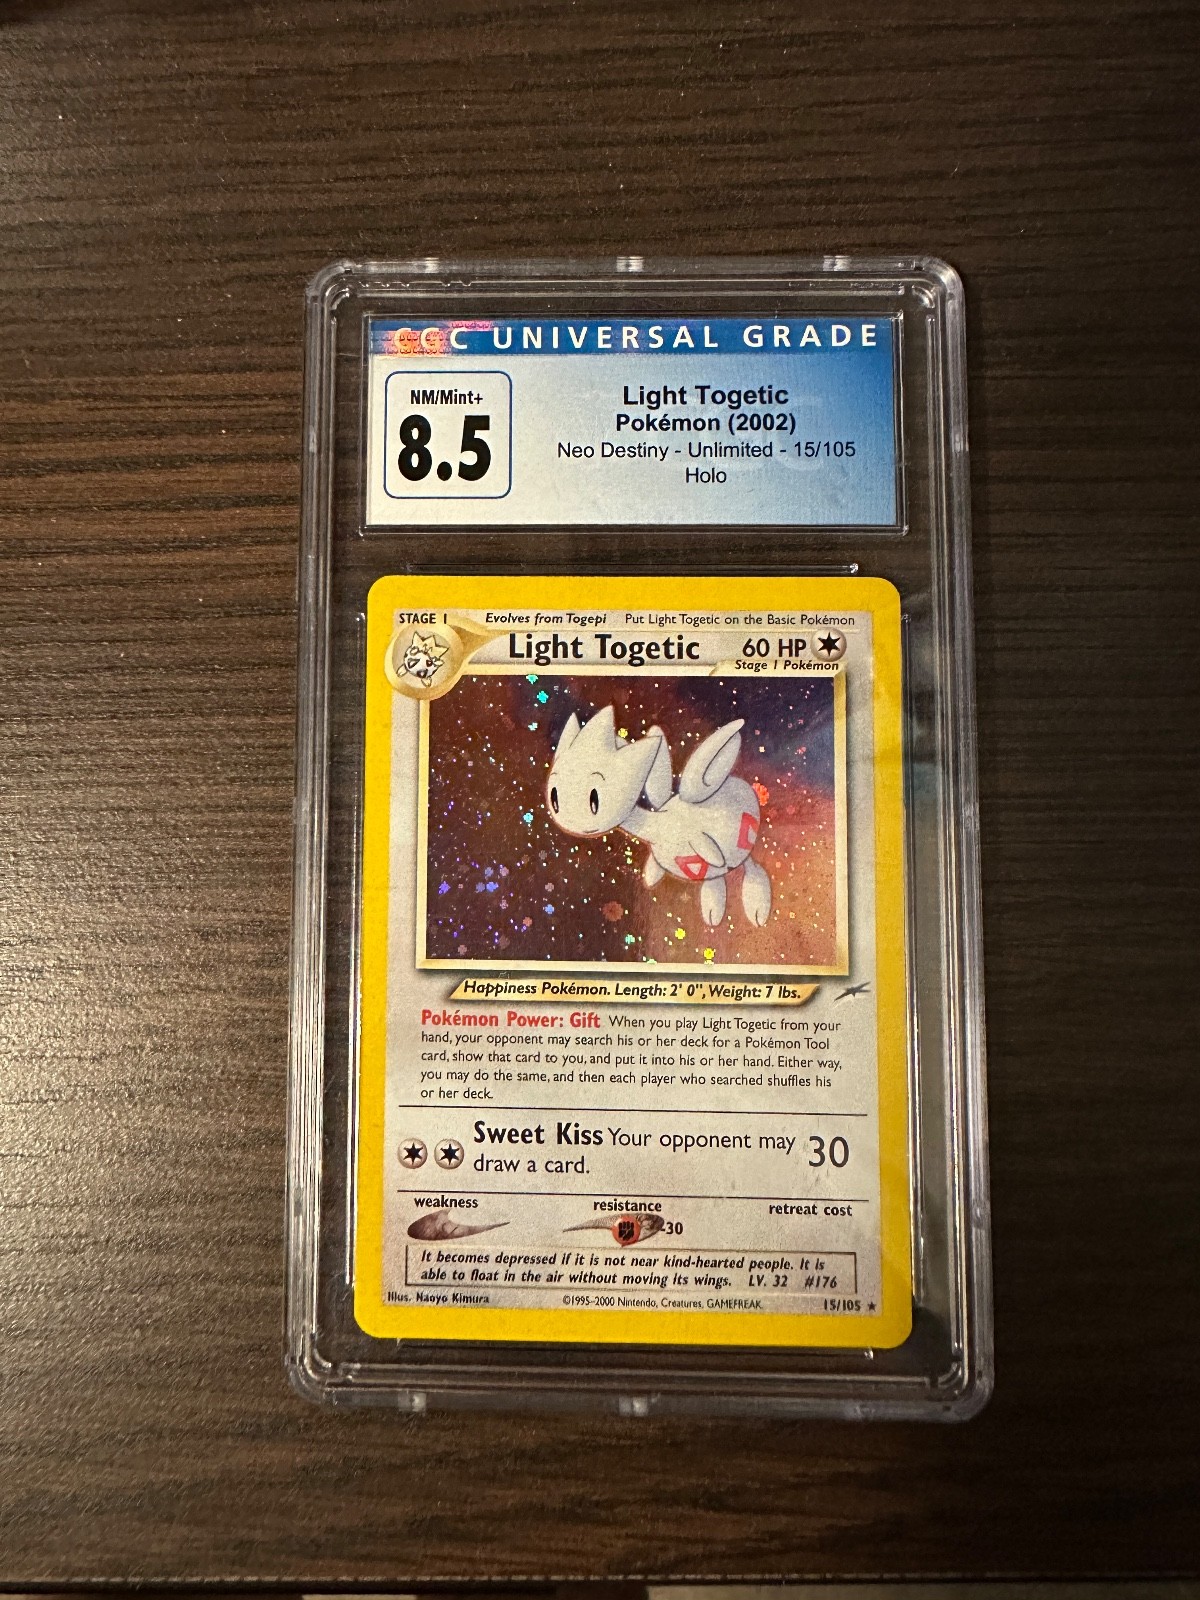 CGC UNIVERSAL GRADE
NM/Mint+
8.5
Light Togetic
Pokémon (2002)
Neo Destiny - Unlimited - 15/105
Holo
STAGE 1
Evolves from Togepi
Put Light Togetic on the Basic Pokémon
Light Togetic
60 HP
Stage 1 Pokémon
Happiness Pokémon. Length: 2' 0", Weight: 7 lbs.
Pokémon Power: Gift When you play Light Togetic from your
hand, your opponent may search his or her deck for a Pokémon Tool
card, show that card to you, and put it into his or her hand. Either way,
you may do the same, and then each player who searched shuffles his
or her deck.
Sweet Kiss Your opponent may
draw a card.
30
weakness
resistance
retreat cost
-30
It becomes depressed if it is not near kind-hearted people. It is
able to float in the air without moving its wings. LV. 32 #176
Illus. Naoyo Kimura
©1995-2000 Nintendo, Creatures, GAMEFREAK.
15/105 ★